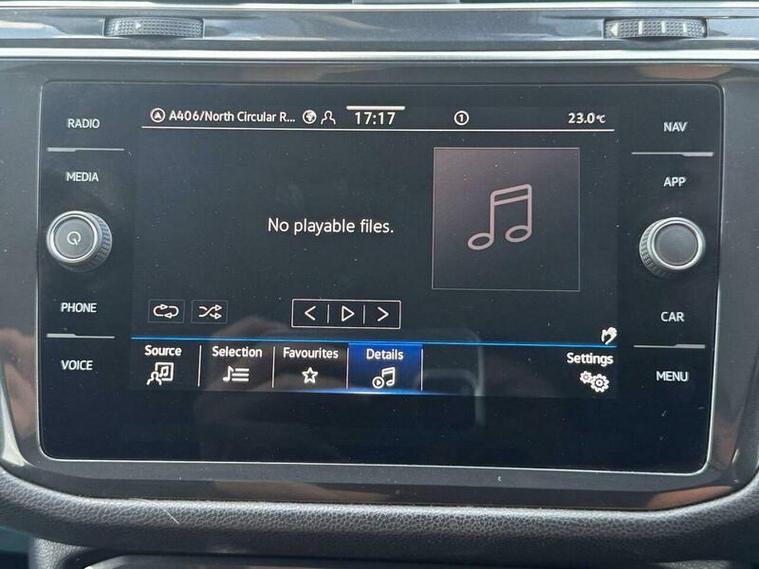 A406/North Circular R... 17:17 1 23.0°C
RADIO
MEDIA
PHONE
VOICE
No playable files.
Source Selection Favourites Details Settings
NAV
APP
CAR
MENU